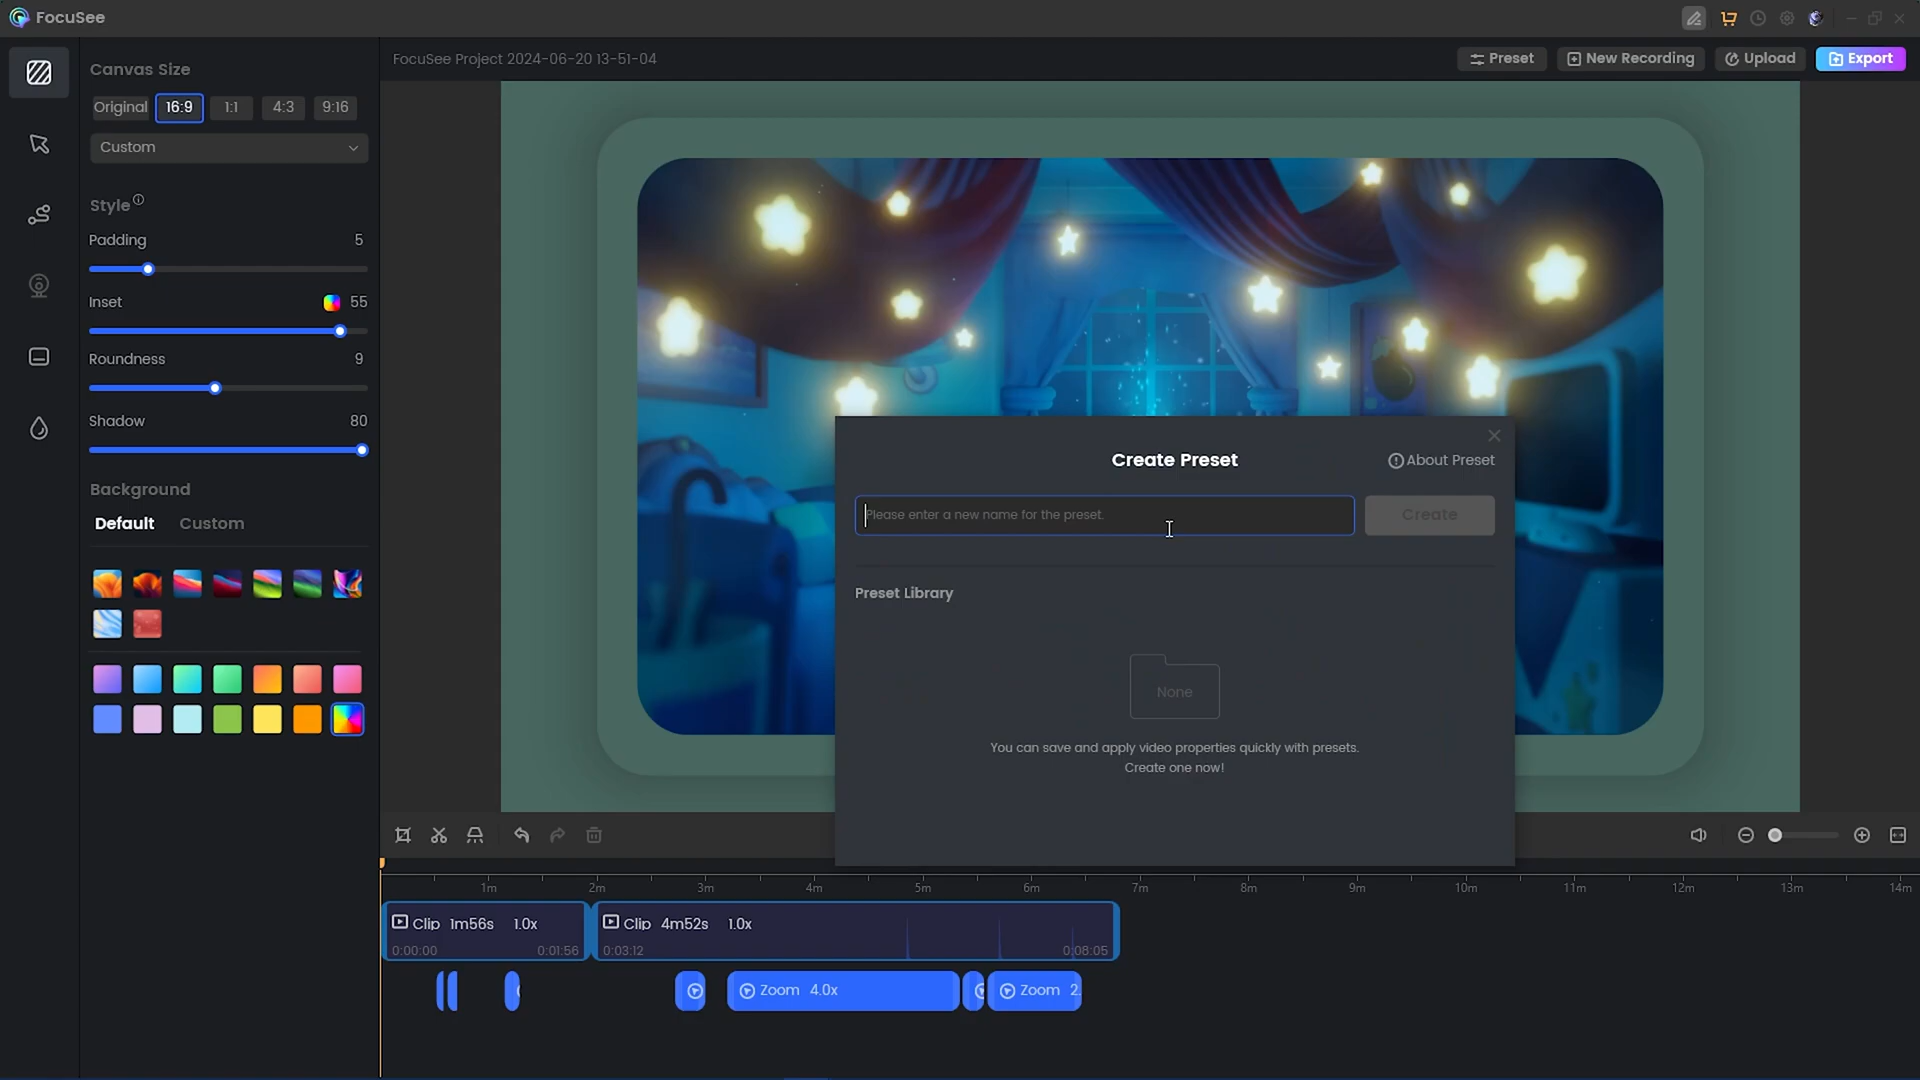 FocuSee
FocuSee Project 2024-06-20 13-51-04
Preset
New Recording
Upload
Export
Canvas Size
Original
16:9
1:1
4:3
9:16
Custom
Style
Padding
5
Inset
55
Roundness
9
Shadow
80
Background
Default
Custom
Create Preset
About Preset
Please enter a new name for the preset.
Create
Preset Library
None
You can save and apply video properties quickly with presets.
Create one now!
1m 2m 3m 4m 5m 6m 7m 8m 9m 10m 11m 12m 13m 14m
Clip 1m56s 1.0x
0:00:00 0:01:56
Clip 4m52s 1.0x
0:03:12 0:08:05
Zoom 4.0x
Zoom 2.